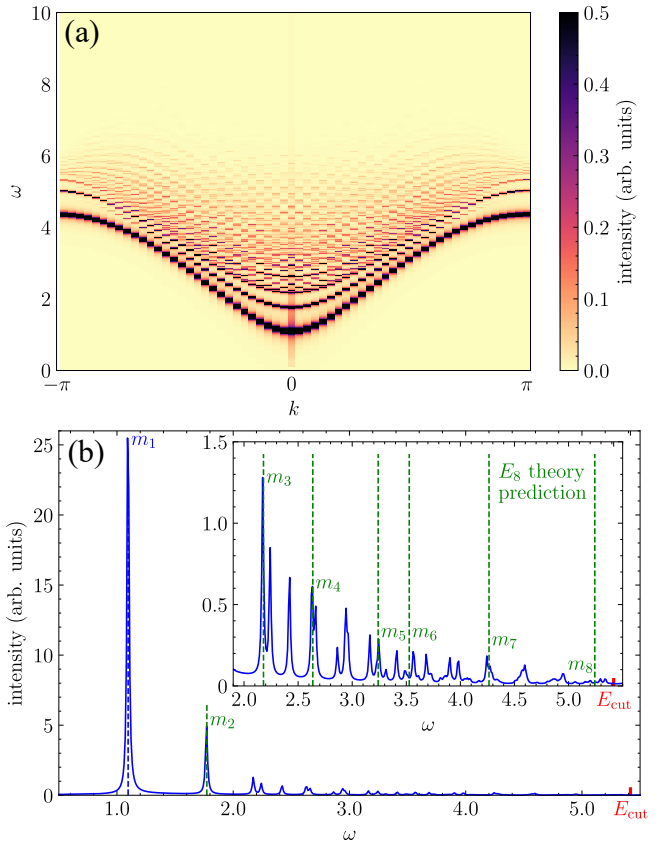 (a)
10
8
6
4
2
0
ω
−π
0
π
k
0.5
0.4
0.3
0.2
0.1
0.0
intensity (arb. units)
(b)
25
20
15
10
5
0
intensity (arb. units)
m₁
m₂
1.0
2.0
3.0
4.0
5.0
E_cut
ω
1.5
1.0
0.5
0
m₃
m₄
m₅
m₆
m₇
m₈
E₈ theory
prediction
2.0
2.5
3.0
3.5
4.0
4.5
5.0
E_cut
ω